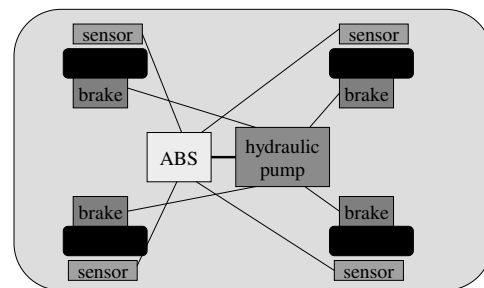 sensor
sensor
brake
brake
ABS
hydraulic
pump
brake
brake
sensor
sensor